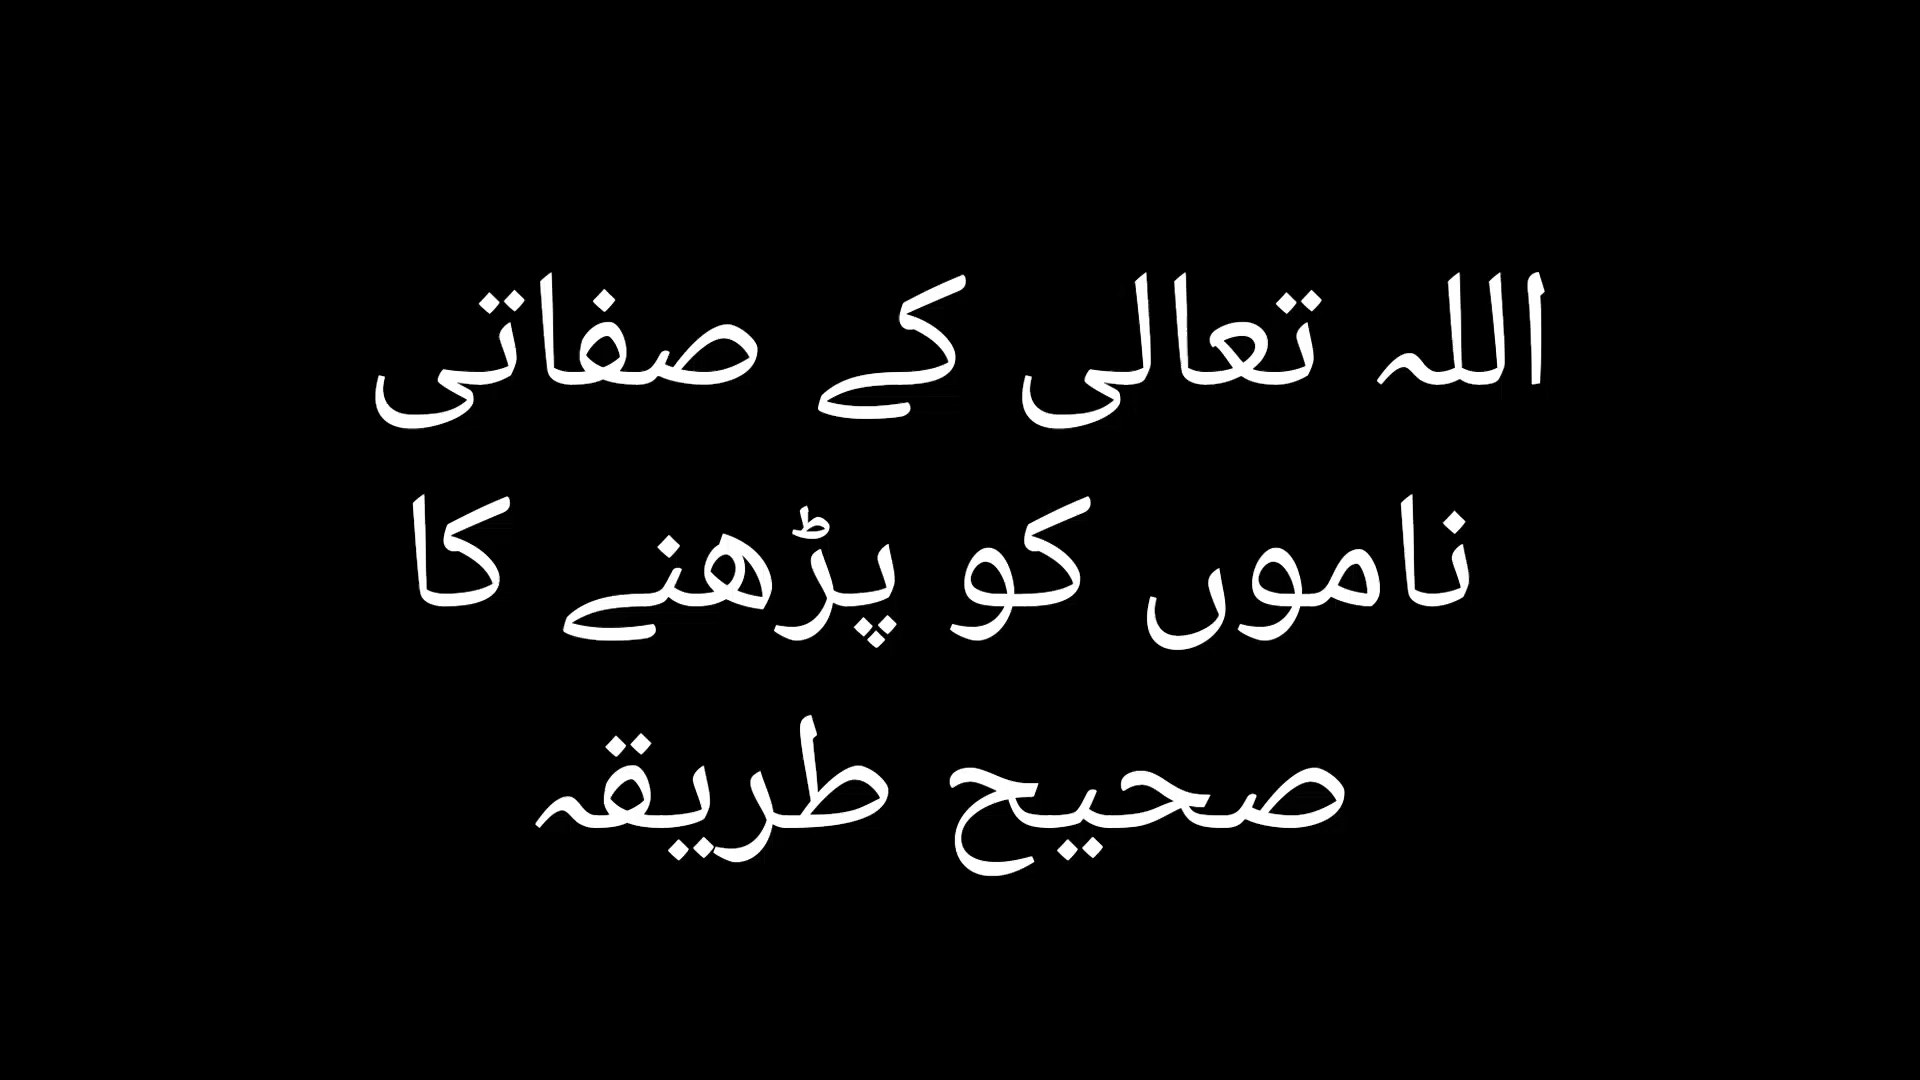 اللہ تعالی کے صفاتی
ناموں کو پڑھنے کا
صحیح طریقہ